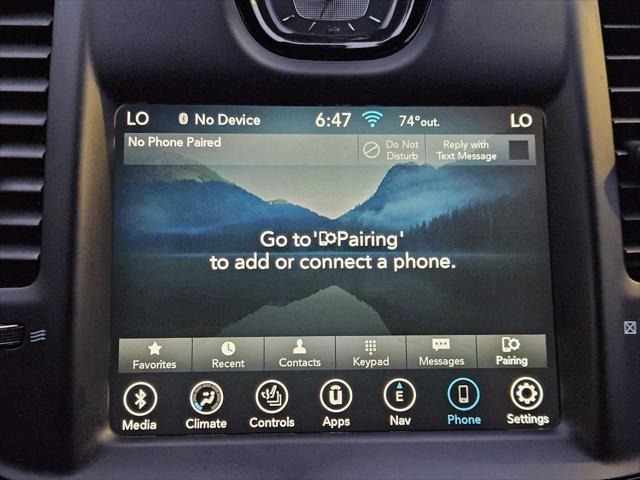 LO No Device 6:47 74°out. LO
No Phone Paired
Do Not
Disturb
Reply with
Text Message
Go to 'Pairing'
to add or connect a phone.
Favorites Recent Contacts Keypad Messages Pairing
E
Media Climate Controls Apps Nav Phone Settings